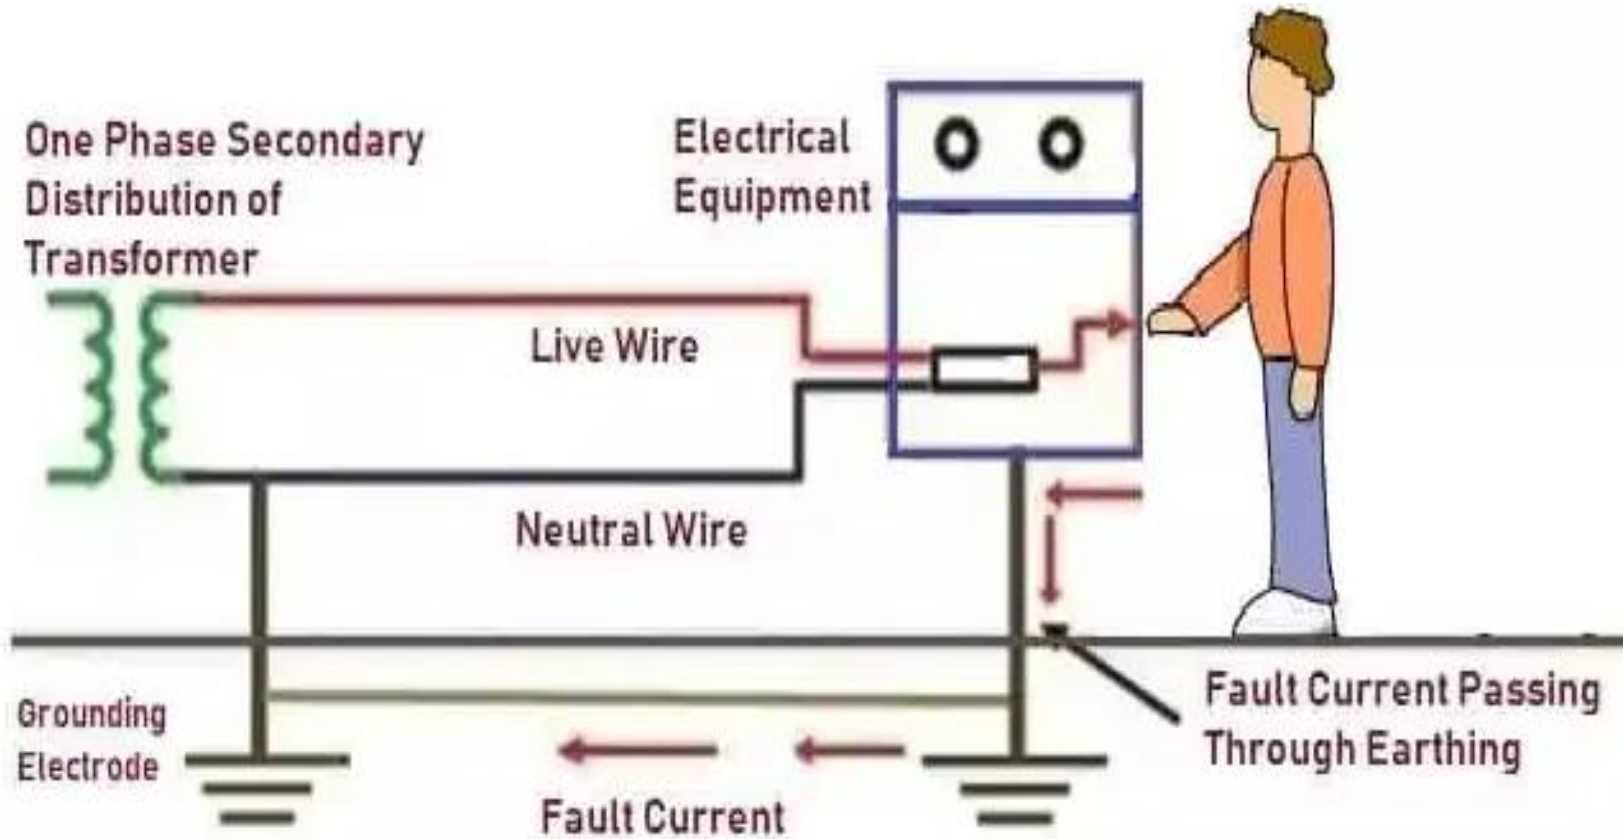 One Phase Secondary
Distribution of
Transformer
Electrical
Equipment
Live Wire
Neutral Wire
Grounding
Electrode
Fault Current Passing
Through Earthing
Fault Current